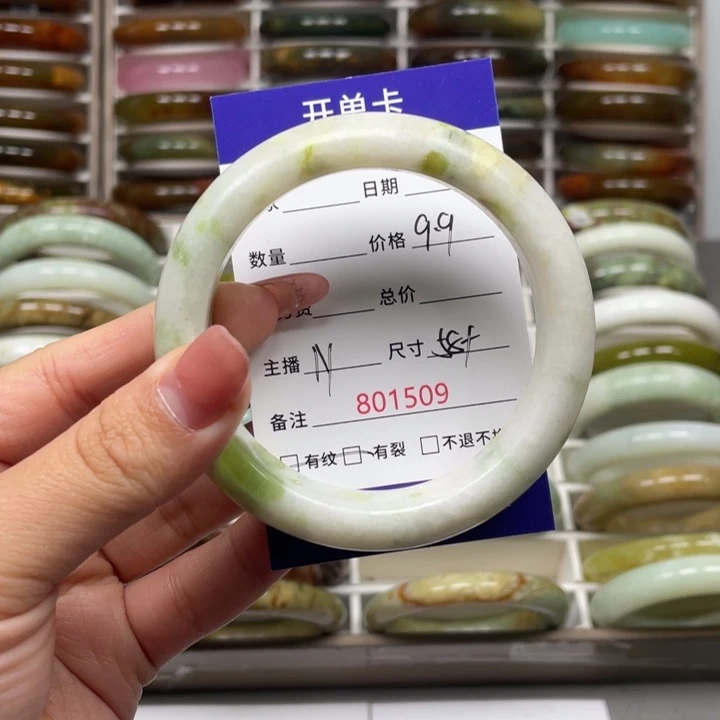 开单卡
日期
数量 价格 9.9
总价
主播 N 尺寸
备注 801509
有纹 有裂 不退不